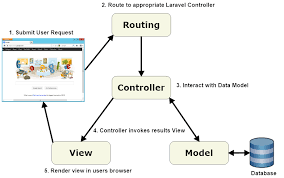 2. Route to appropriate Laravel Controller
1. Submit User Request
Routing
Controller
3. Interact with Data Model
4. Controller invokes results View
View
Model
5. Render view in users browser
Database